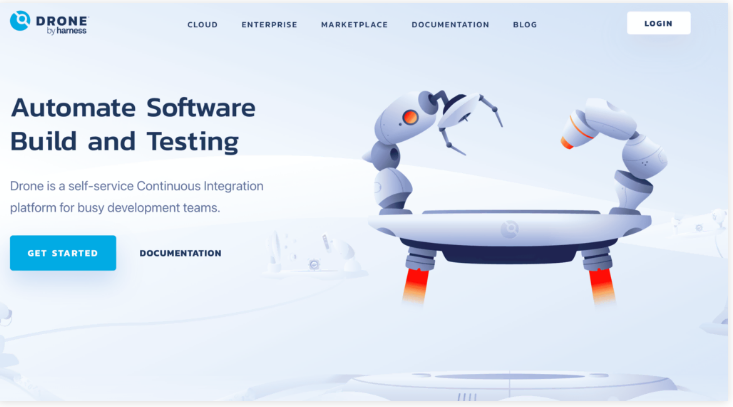 DRONE
by harness
CLOUD
ENTERPRISE
MARKETPLACE
DOCUMENTATION
BLOG
LOGIN
Automate Software
Build and Testing
Drone is a self-service Continuous Integration
platform for busy development teams.
GET STARTED
DOCUMENTATION